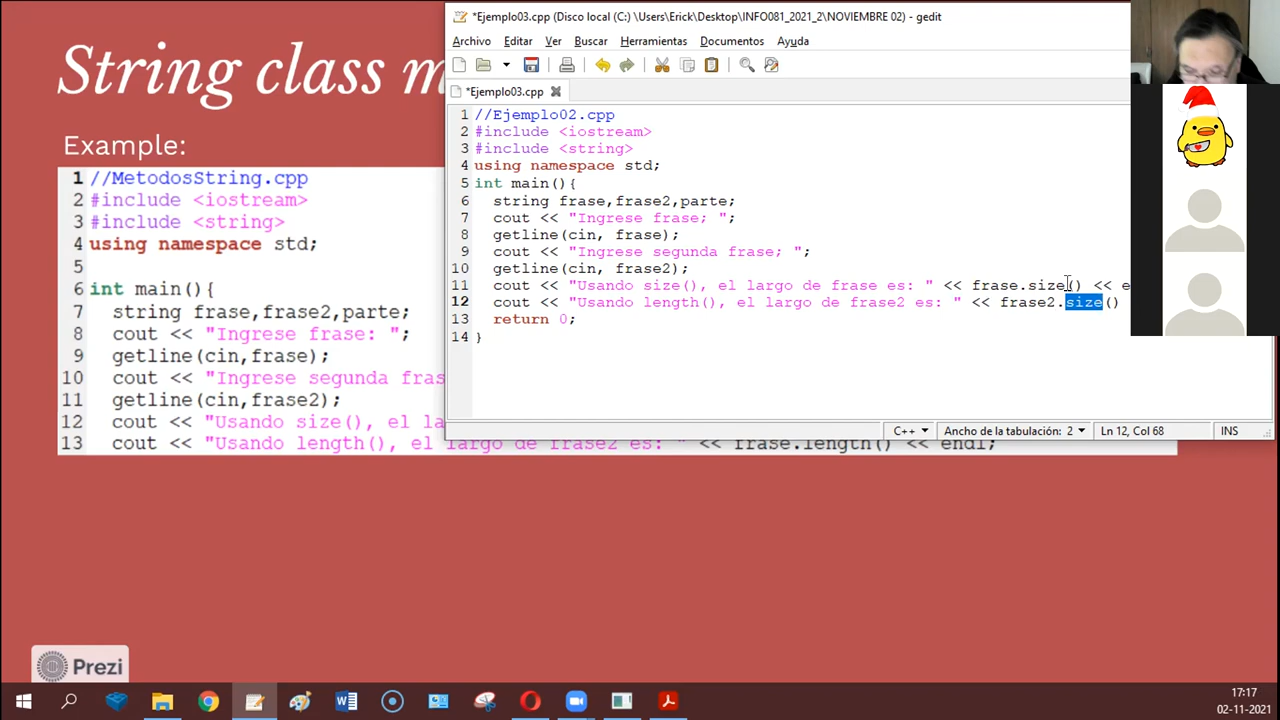 String class m
Example:
1 //MetodosString.cpp
2 #include <iostream>
3 #include <string>
4 using namespace std;
5
6 int main(){
7 string frase,frase2,parte;
8 cout << "Ingrese frase: ";
9 getline(cin,frase);
10 cout << "Ingrese segunda fras
11 getline(cin,frase2);
12 cout << "Usando size(), el la
13 cout << "Usando length(), el largo de frase2 es: " << frase.length() << endl;
Prezi
*Ejemplo03.cpp (Disco local (C:) \Users\Erick\Desktop\INFO081_2021_2\NOVIEMBRE 02) - gedit
Archivo Editar Ver Buscar Herramientas Documentos Ayuda
*Ejemplo03.cpp
1 //Ejemplo02.cpp
2 #include <iostream>
3 #include <string>
4 using namespace std;
5 int main(){
6 string frase,frase2,parte;
7 cout << "Ingrese frase; ";
8 getline(cin, frase);
9 cout << "Ingrese segunda frase; ";
10 getline(cin, frase2);
11 cout << "Usando size(), el largo de frase es: " << frase.size() << e
12 cout << "Usando length(), el largo de frase2 es: " << frase2.size()
13 return 0;
14 }
C++ Ancho de la tabulación: 2 Ln 12, Col 68 INS
17:17
02-11-2021